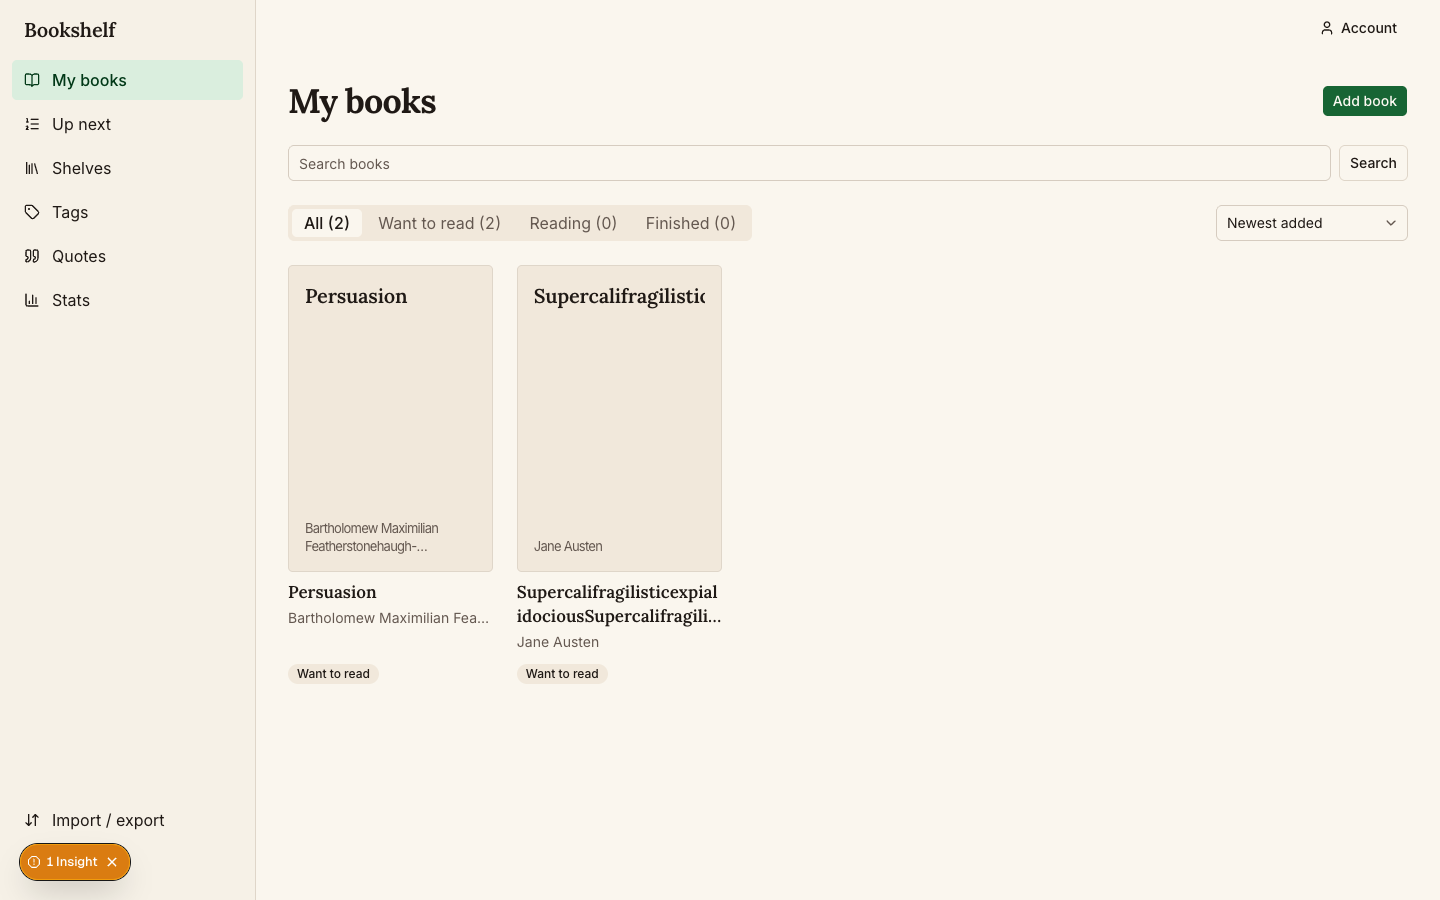 Bookshelf
My books
Up next
Shelves
Tags
Quotes
Stats
Import / export
1 Insight
Account
My books
Add book
Search books
Search
All (2)
Want to read (2)
Reading (0)
Finished (0)
Newest added
Persuasion
Bartholomew Maximilian
Featherstonehaugh-...
Persuasion
Bartholomew Maximilian Fea...
Want to read
Supercalifragilistic
Jane Austen
Supercalifragilisticexpial
idociousSupercalifragili...
Jane Austen
Want to read